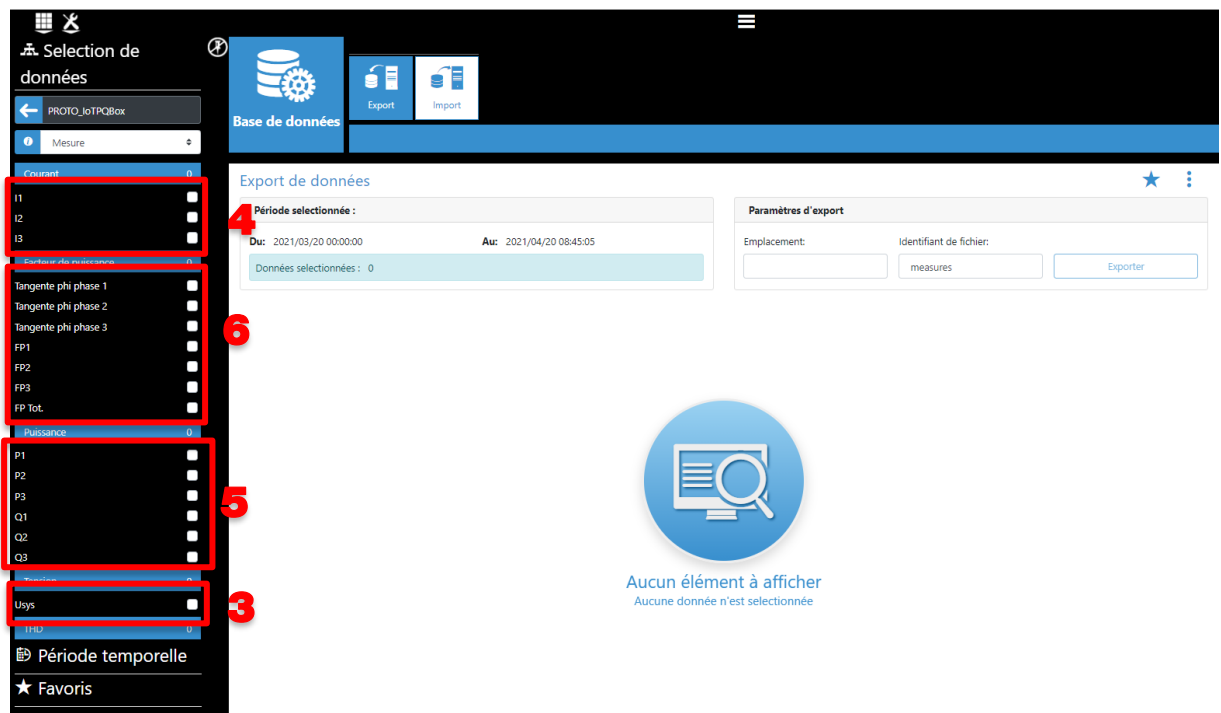 Selection de
données
PROTO_IoTPQBox
Mesure
Courant 0
I1
I2
I3
4
Facteur de puissance 0
Tangente phi phase 1
Tangente phi phase 2
Tangente phi phase 3
FP1
FP2
FP3
FP Tot.
6
Puissance 0
P1
P2
P3
Q1
Q2
Q3
5
Tension 0
Usys
3
THD 0
Période temporelle
Favoris
Base de données
Export
Import
Export de données
Période selectionnée :
Du: 2021/03/20 00:00:00 Au: 2021/04/20 08:45:05
Données selectionnées : 0
Paramètres d'export
Emplacement: Identifiant de fichier:
measures Exporter
Aucun élément à afficher
Aucune donnée n'est selectionnée